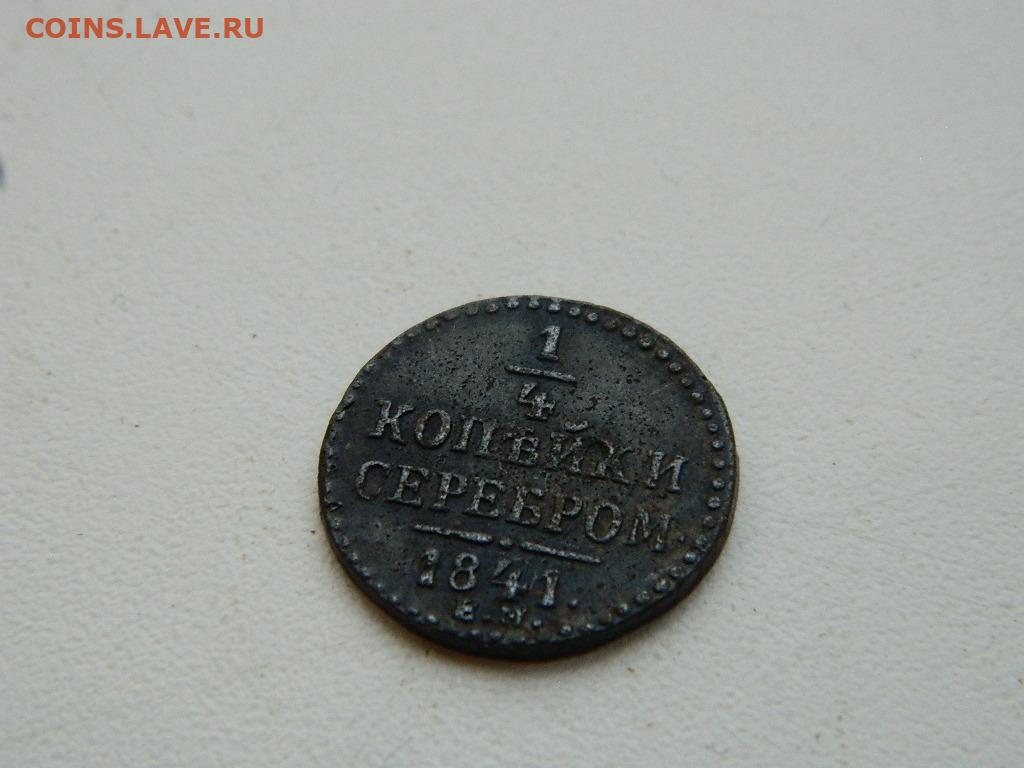 COINS.LAVE.RU
1
4
КОПѢЙКИ
СЕРЕБРОМ.
1841.
Е.М.